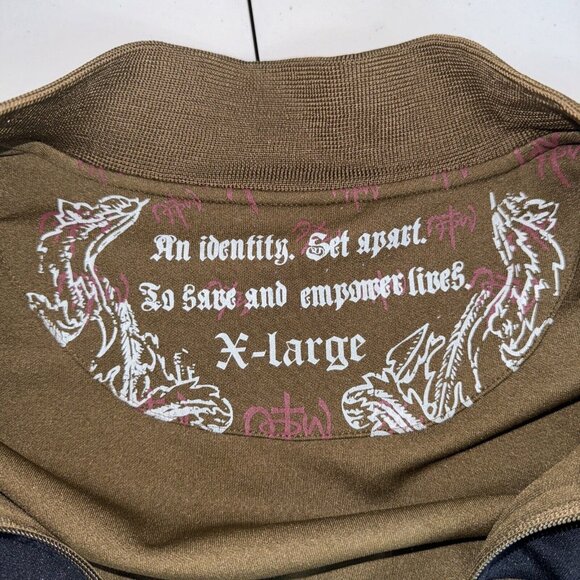 An identity. Set apart.
To save and empower lives.
X-large